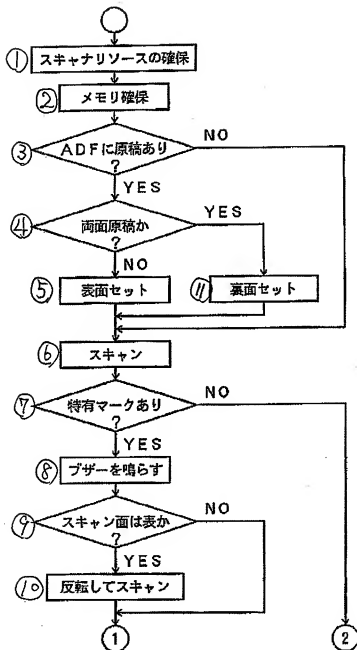 ① スキャナリソースの確保
② メモリ確保
③ ADFに原稿あり ? NO
YES
④ 両面原稿か ? YES
NO
⑤ 表面セット ⑪ 裏面セット
⑥ スキャン
⑦ 特有マークあり ? NO
YES
⑧ ブザーを鳴らす
⑨ スキャン面は表か ? NO
YES
⑩ 反転してスキャン
① ②